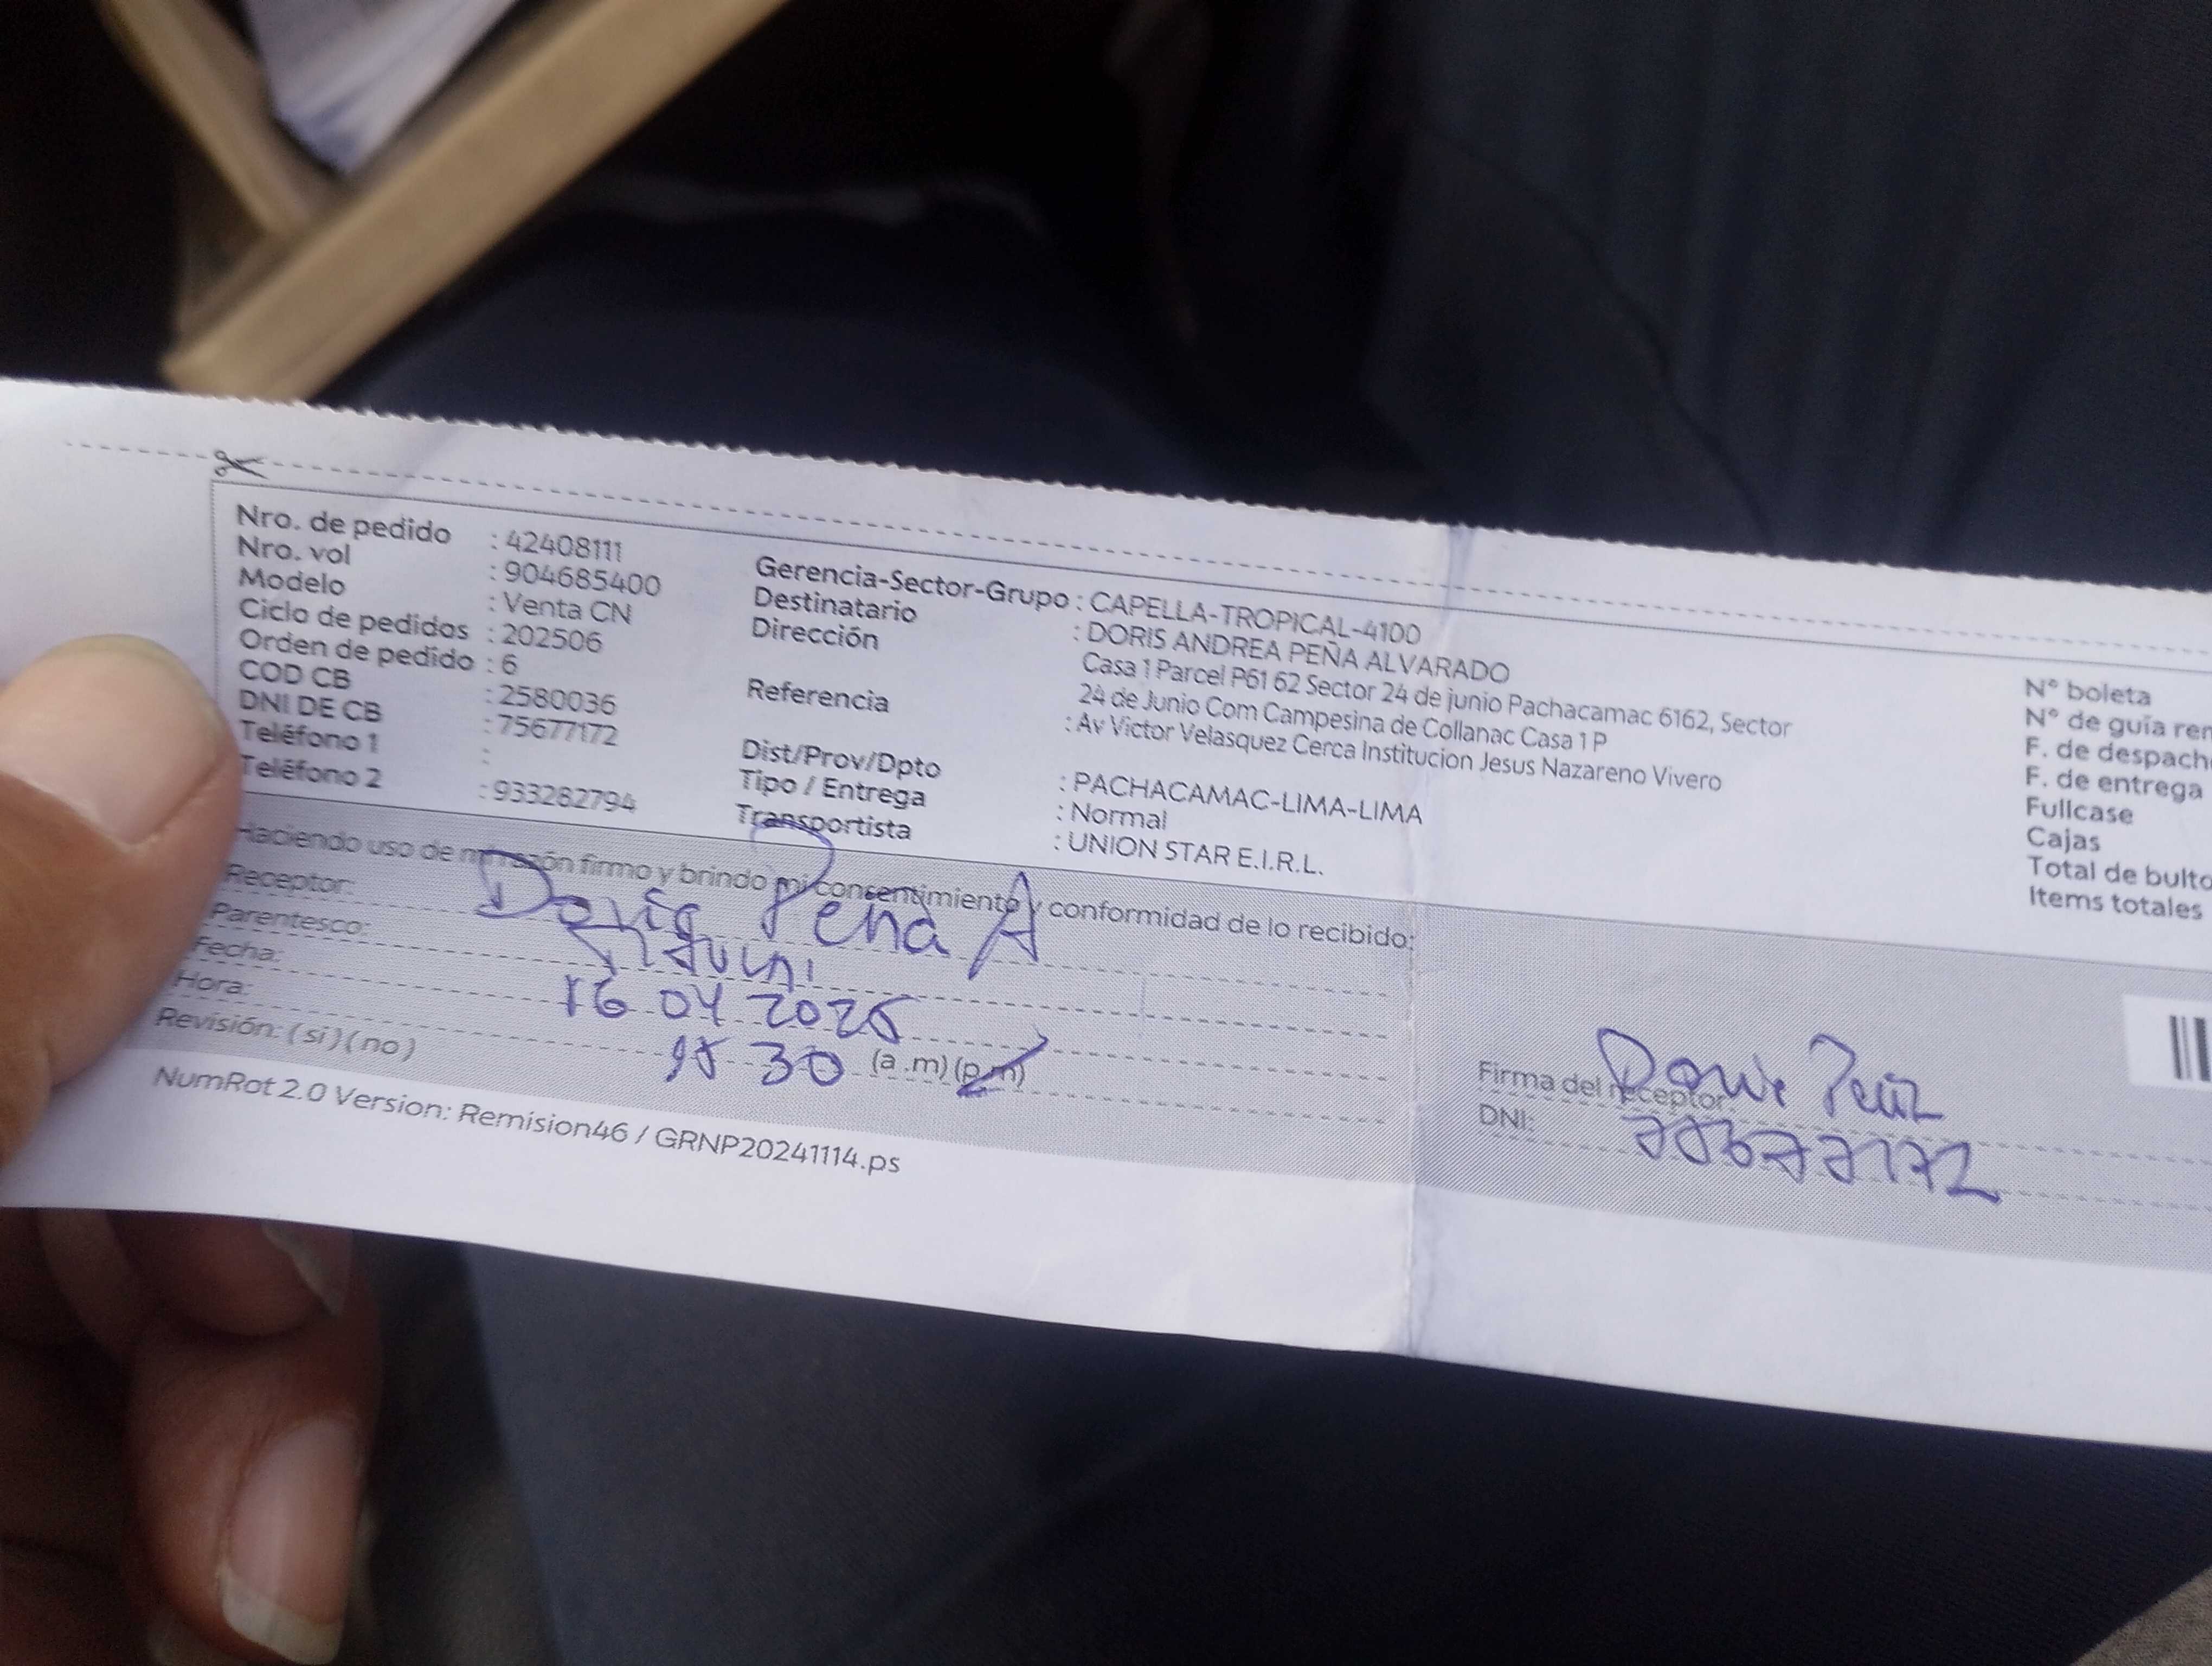 Nro. de pedido : 42408111
Nro. vol : 904685400
Modelo : Venta CN
Ciclo de pedidos : 202506
Orden de pedido : 6
COD CB : 2580036
DNI DE CB : 75677172
Teléfono 1 :
Teléfono 2 : 933282794
Gerencia-Sector-Grupo : CAPELLA-TROPICAL-4100
Destinatario : DORIS ANDREA PEÑA ALVARADO
Dirección Casa 1 Parcel P61 62 Sector 24 de junio Pachacamac 6162, Sector
24 de Junio Com Campesina de Collanac Casa 1 P
Referencia : Av Victor Velasquez Cerca Institucion Jesus Nazareno Vivero
Dist/Prov/Dpto : PACHACAMAC-LIMA-LIMA
Tipo / Entrega : Normal
Transportista : UNION STAR E.I.R.L.
N° boleta
N° de guía rem
F. de despach
F. de entrega
Fullcase
Cajas
Total de bulto
Items totales
Haciendo uso de mi razón firmo y brindo mi consentimiento y conformidad de lo recibido:
Receptor: Doris Peña A
Parentesco:
Fecha: 16 04 2025
Hora: 30 (a.m)(p.m)
Revisión: (si)(no)
Firma del receptor:
DNI: 75677172
NumRot 2.0 Version: Remision46 / GRNP20241114.ps